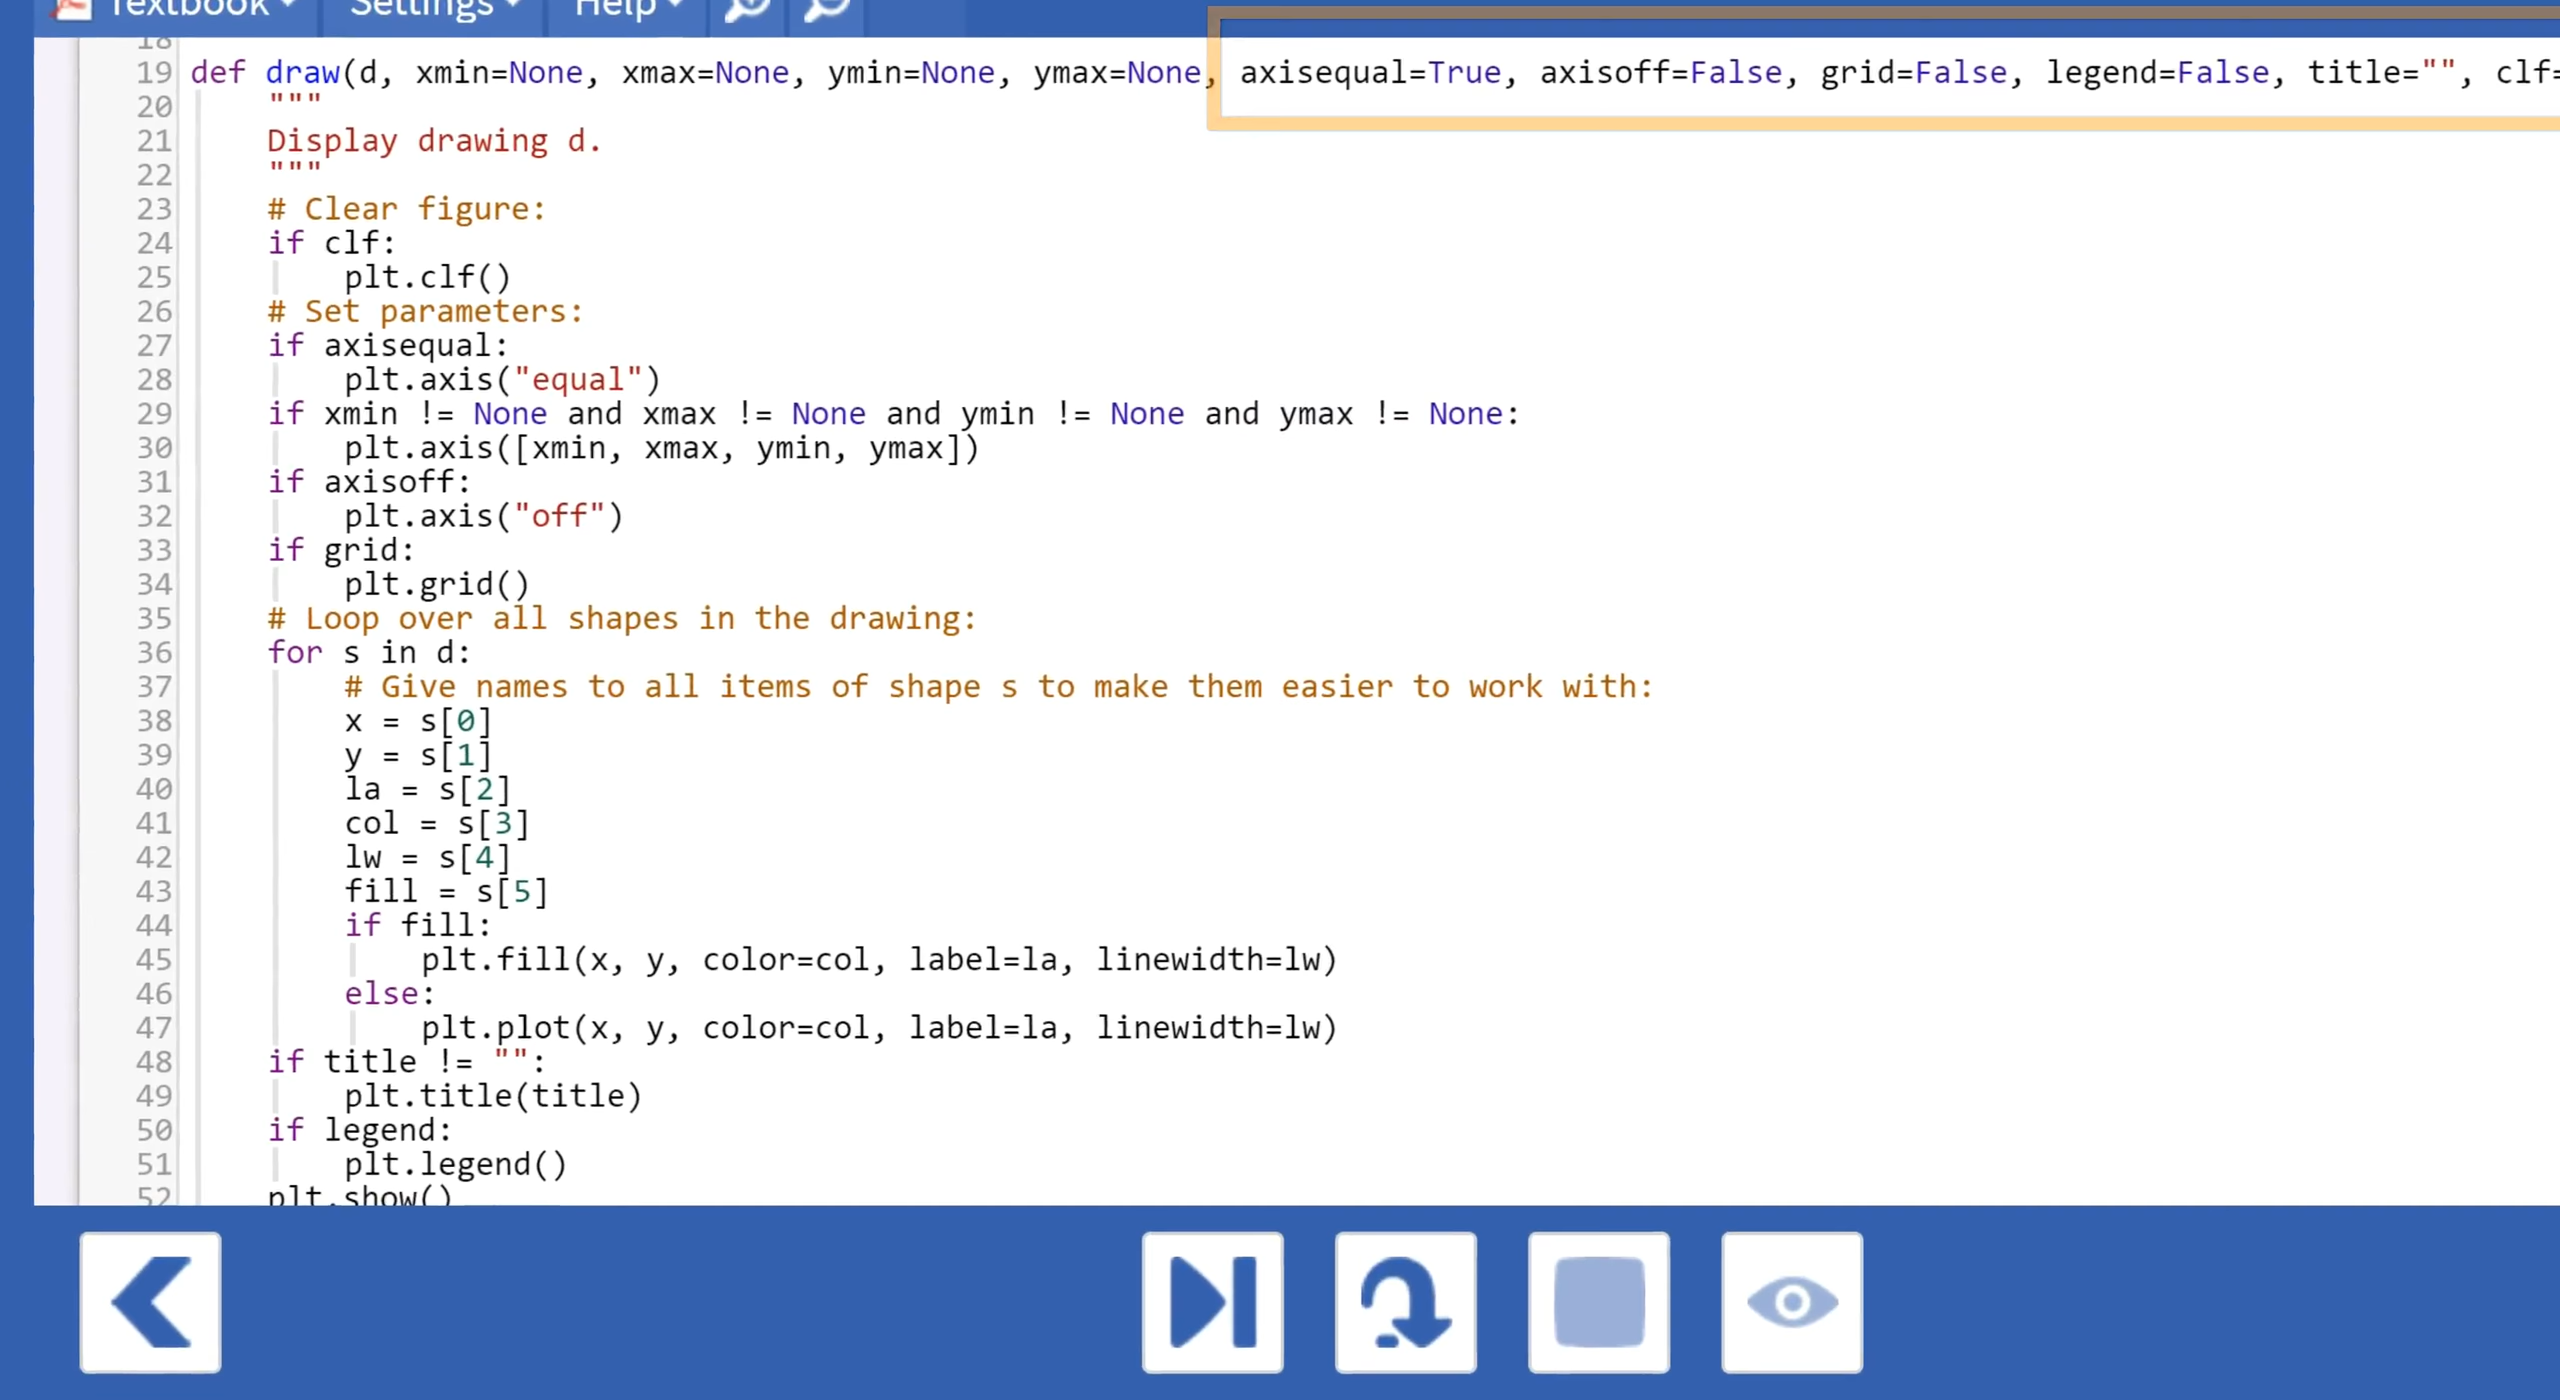 Textbook Settings Help
18
19 def draw(d, xmin=None, xmax=None, ymin=None, ymax=None, axisequal=True, axisoff=False, grid=False, legend=False, title="", clf=
20 """
21 Display drawing d.
22 """
23 # Clear figure:
24 if clf:
25 plt.clf()
26 # Set parameters:
27 if axisequal:
28 plt.axis("equal")
29 if xmin != None and xmax != None and ymin != None and ymax != None:
30 plt.axis([xmin, xmax, ymin, ymax])
31 if axisoff:
32 plt.axis("off")
33 if grid:
34 plt.grid()
35 # Loop over all shapes in the drawing:
36 for s in d:
37 # Give names to all items of shape s to make them easier to work with:
38 x = s[0]
39 y = s[1]
40 la = s[2]
41 col = s[3]
42 lw = s[4]
43 fill = s[5]
44 if fill:
45 plt.fill(x, y, color=col, label=la, linewidth=lw)
46 else:
47 plt.plot(x, y, color=col, label=la, linewidth=lw)
48 if title != "":
49 plt.title(title)
50 if legend:
51 plt.legend()
52 plt.show()